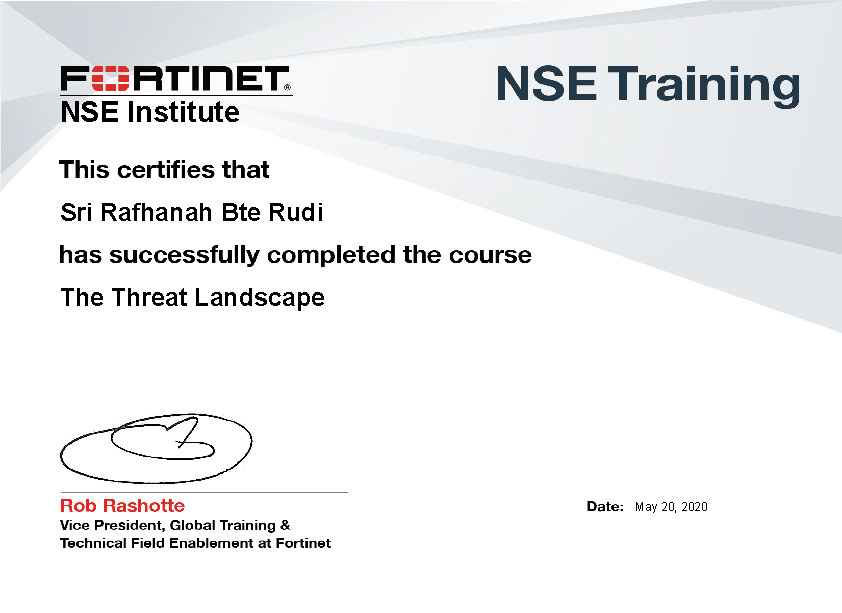 FORTINET®
NSE Institute
NSE Training
This certifies that
Sri Rafhanah Bte Rudi
has successfully completed the course
The Threat Landscape
Rob Rashotte
Vice President, Global Training &
Technical Field Enablement at Fortinet
Date: May 20, 2020